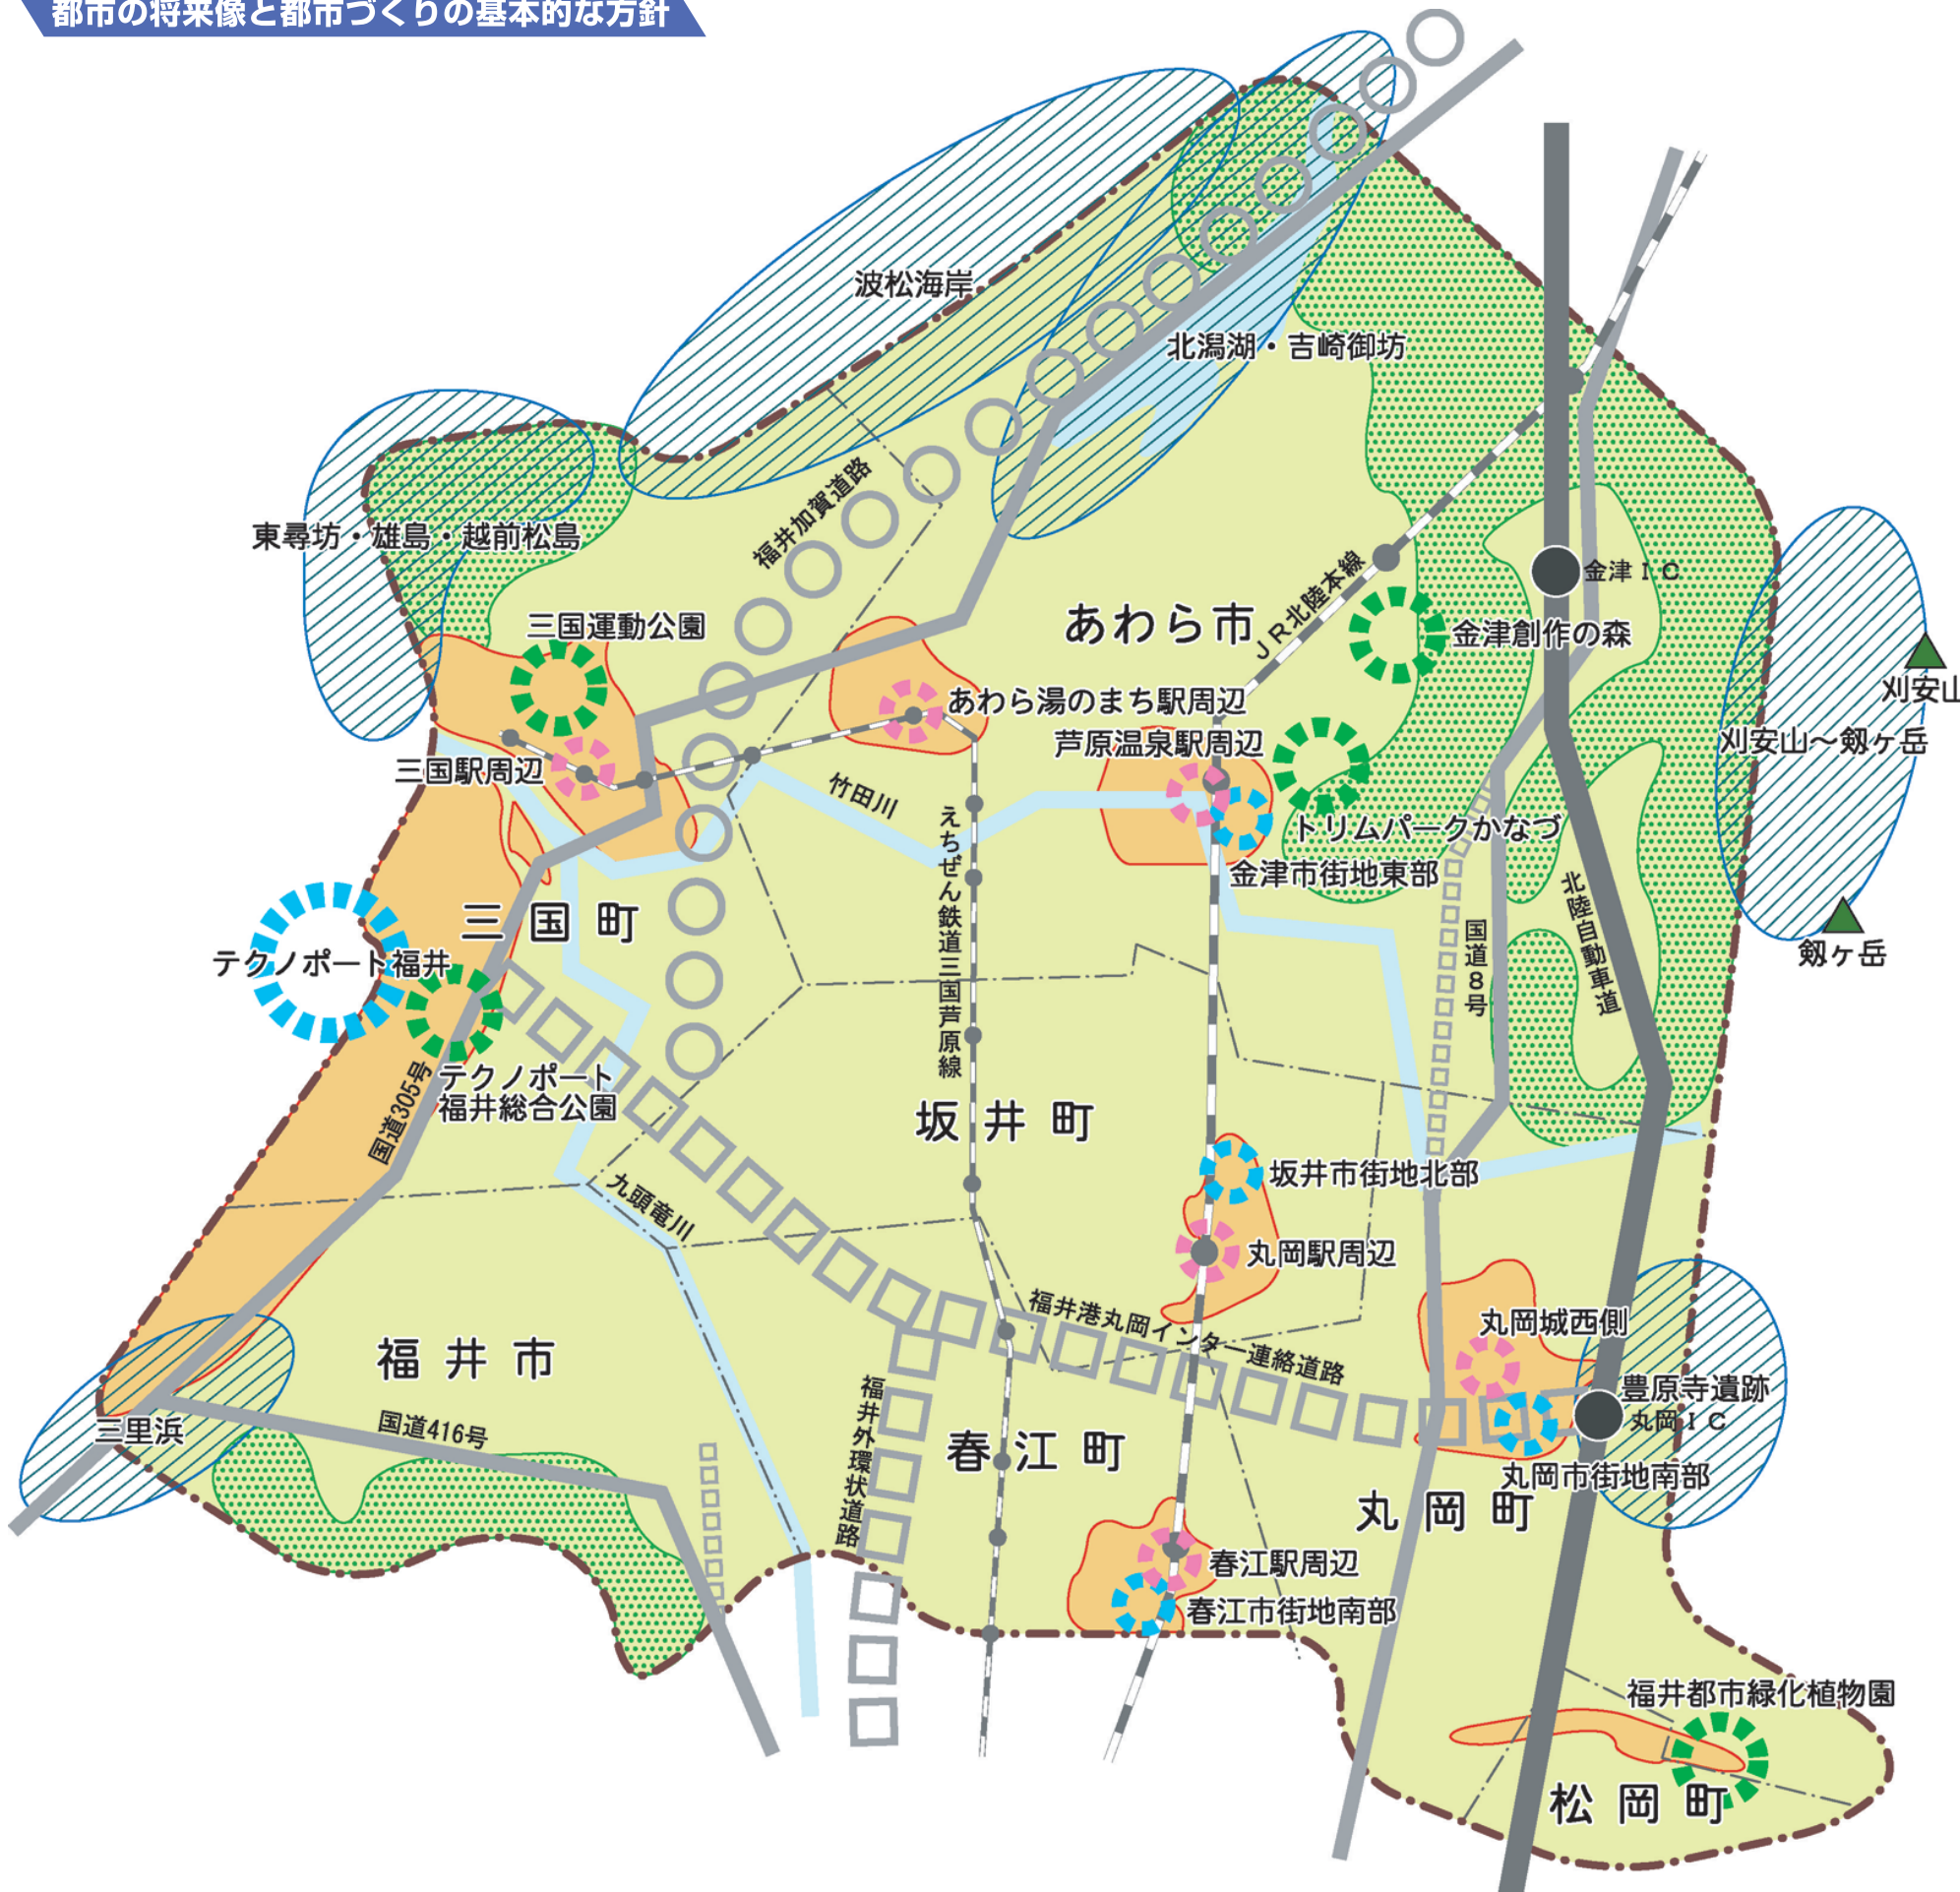 都市の将来像と都市づくりの基本的な方針
波松海岸
北潟湖・吉崎御坊
福井加賀道路
東尋坊・雄島・越前松島
三国運動公園
あわら市
JR北陸本線
金津IC
金津創作の森
刈安山
刈安山～剱ヶ岳
あわら湯のまち駅周辺
芦原温泉駅周辺
三国駅周辺
竹田川
えちぜん鉄道三国芦原線
トリムパークかなづ
金津市街地東部
北陸自動車道
国道8号
剱ヶ岳
三国町
テクノポート福井
テクノポート
福井総合公園
国道305号
坂井町
坂井市街地北部
九頭竜川
丸岡駅周辺
福井港丸岡インター連絡道路
丸岡城西側
福井市
豊原寺遺跡
丸岡IC
三里浜
国道416号
福井外環状道路
春江町
丸岡市街地南部
丸岡町
春江駅周辺
春江市街地南部
福井都市緑化植物園
松岡町